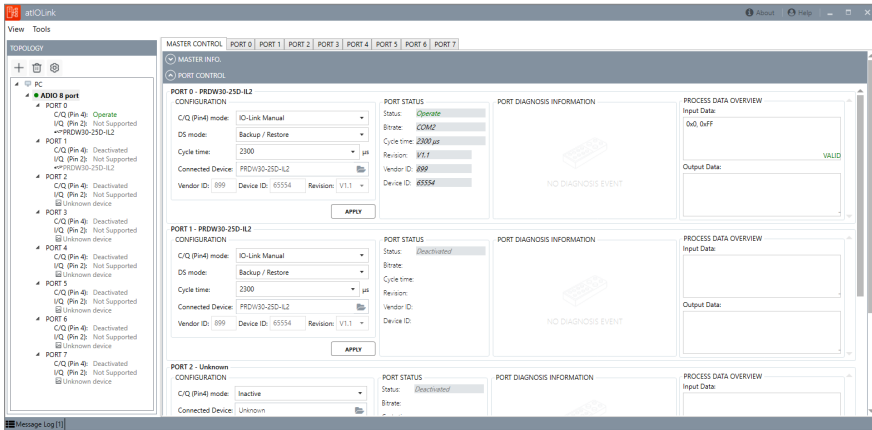 atIOLink
About
Help
View Tools
TOPOLOGY
PC
ADIO 8 port
PORT 0
C/Q (Pin 4): Operate
I/Q (Pin 2): Not Supported
PRDW30-25D-IL2
PORT 1
C/Q (Pin 4): Deactivated
I/Q (Pin 2): Not Supported
PRDW30-25D-IL2
PORT 2
C/Q (Pin 4): Deactivated
I/Q (Pin 2): Not Supported
Unknown device
PORT 3
C/Q (Pin 4): Deactivated
I/Q (Pin 2): Not Supported
Unknown device
PORT 4
C/Q (Pin 4): Deactivated
I/Q (Pin 2): Not Supported
Unknown device
PORT 5
C/Q (Pin 4): Deactivated
I/Q (Pin 2): Not Supported
Unknown device
PORT 6
C/Q (Pin 4): Deactivated
I/Q (Pin 2): Not Supported
Unknown device
PORT 7
C/Q (Pin 4): Deactivated
I/Q (Pin 2): Not Supported
Unknown device
MASTER CONTROL PORT 0 PORT 1 PORT 2 PORT 3 PORT 4 PORT 5 PORT 6 PORT 7
MASTER INFO.
PORT CONTROL
PORT 0 - PRDW30-25D-IL2
CONFIGURATION
C/Q (Pin4) mode: IO-Link Manual
DS mode: Backup / Restore
Cycle time: 2300 μs
Connected Device: PRDW30-25D-IL2
Vendor ID: 899 Device ID: 65554 Revision: V1.1
APPLY
PORT STATUS
Status: Operate
Bitrate: COM2
Cycle time: 2300 μs
Revision: V1.1
Vendor ID: 899
Device ID: 65554
PORT DIAGNOSIS INFORMATION
NO DIAGNOSIS EVENT
PROCESS DATA OVERVIEW
Input Data:
0x0, 0xFF
VALID
Output Data:
PORT 1 - PRDW30-25D-IL2
CONFIGURATION
C/Q (Pin4) mode: IO-Link Manual
DS mode: Backup / Restore
Cycle time: 2300 μs
Connected Device: PRDW30-25D-IL2
Vendor ID: 899 Device ID: 65554 Revision: V1.1
APPLY
PORT STATUS
Status: Deactivated
Bitrate:
Cycle time:
Revision:
Vendor ID:
Device ID:
PORT DIAGNOSIS INFORMATION
NO DIAGNOSIS EVENT
PROCESS DATA OVERVIEW
Input Data:
Output Data:
PORT 2 - Unknown
CONFIGURATION
C/Q (Pin4) mode: Inactive
Connected Device: Unknown
PORT STATUS
Status: Deactivated
Bitrate:
PORT DIAGNOSIS INFORMATION
PROCESS DATA OVERVIEW
Input Data:
Message Log [1]